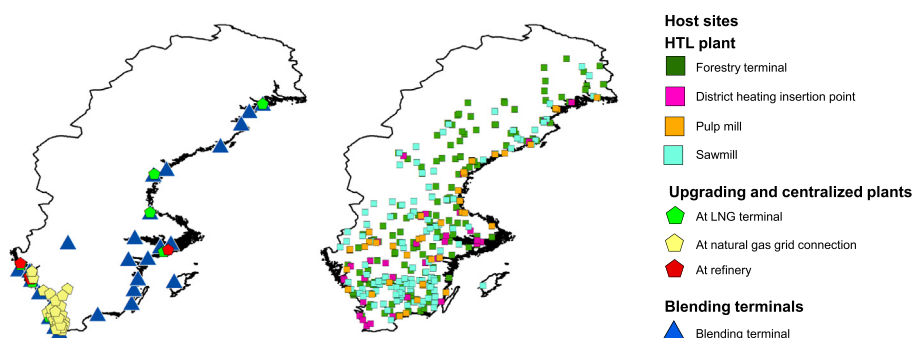 Host sites
HTL plant
Forestry terminal
District heating insertion point
Pulp mill
Sawmill
Upgrading and centralized plants
At LNG terminal
At natural gas grid connection
At refinery
Blending terminals
Blending terminal